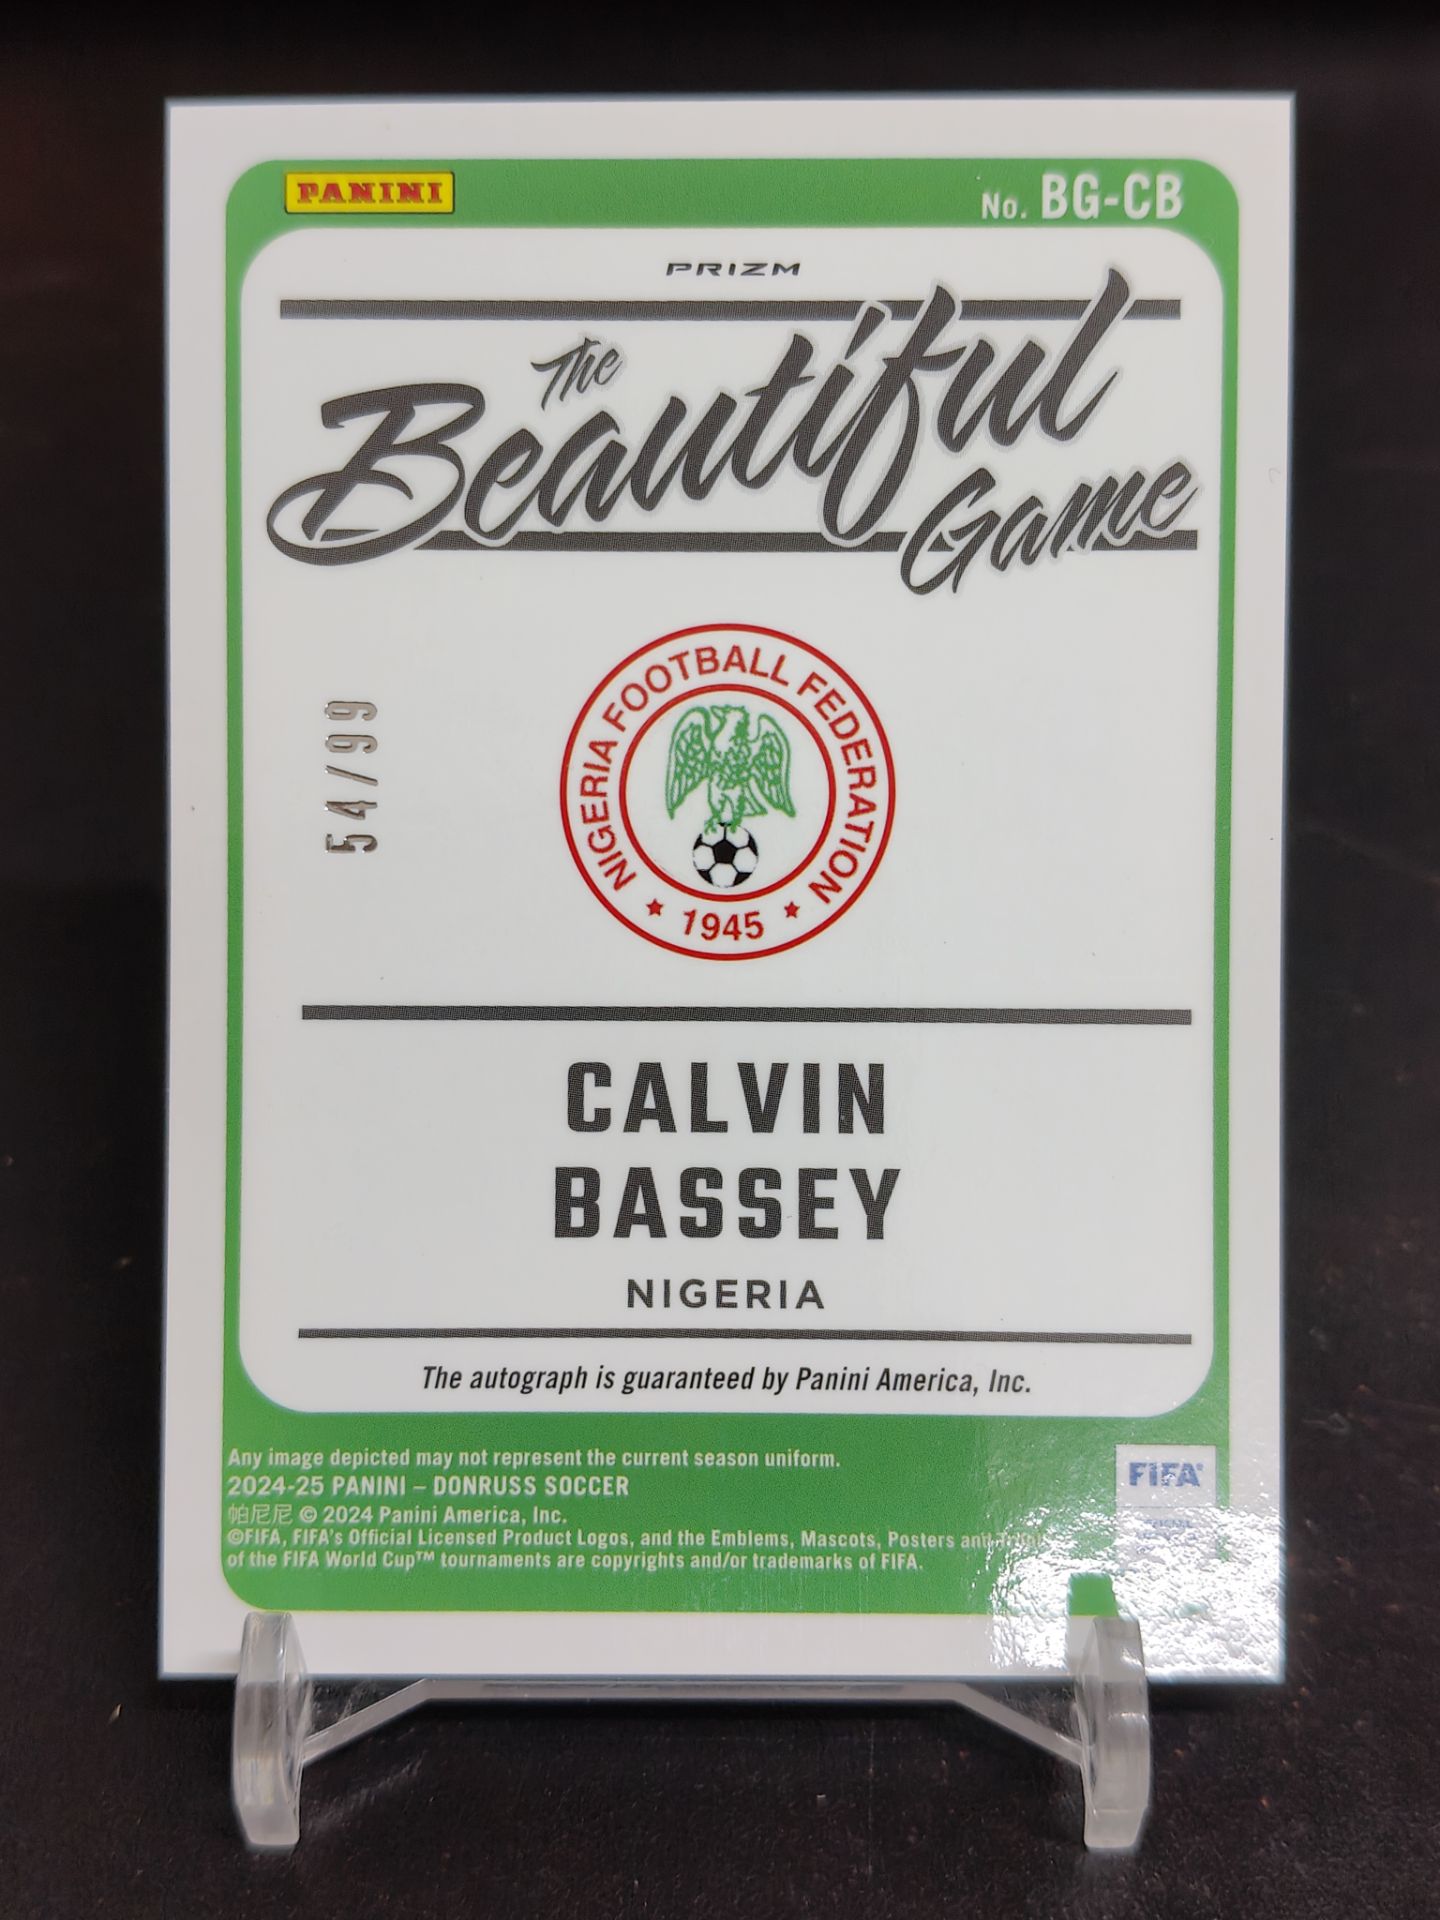 PANINI
No. BG-CB
PRIZM
The
Beautiful
Game
54/99
NIGERIA FOOTBALL FEDERATION
1945
CALVIN
BASSEY
NIGERIA
The autograph is guaranteed by Panini America, Inc.
Any image depicted may not represent the current season uniform.
2024-25 PANINI – DONRUSS SOCCER
帕尼尼 © 2024 Panini America, Inc.
©FIFA, FIFA's Official Licensed Product Logos, and the Emblems, Mascots, Posters and
of the FIFA World Cup™ tournaments are copyrights and/or trademarks of FIFA.
FIFA